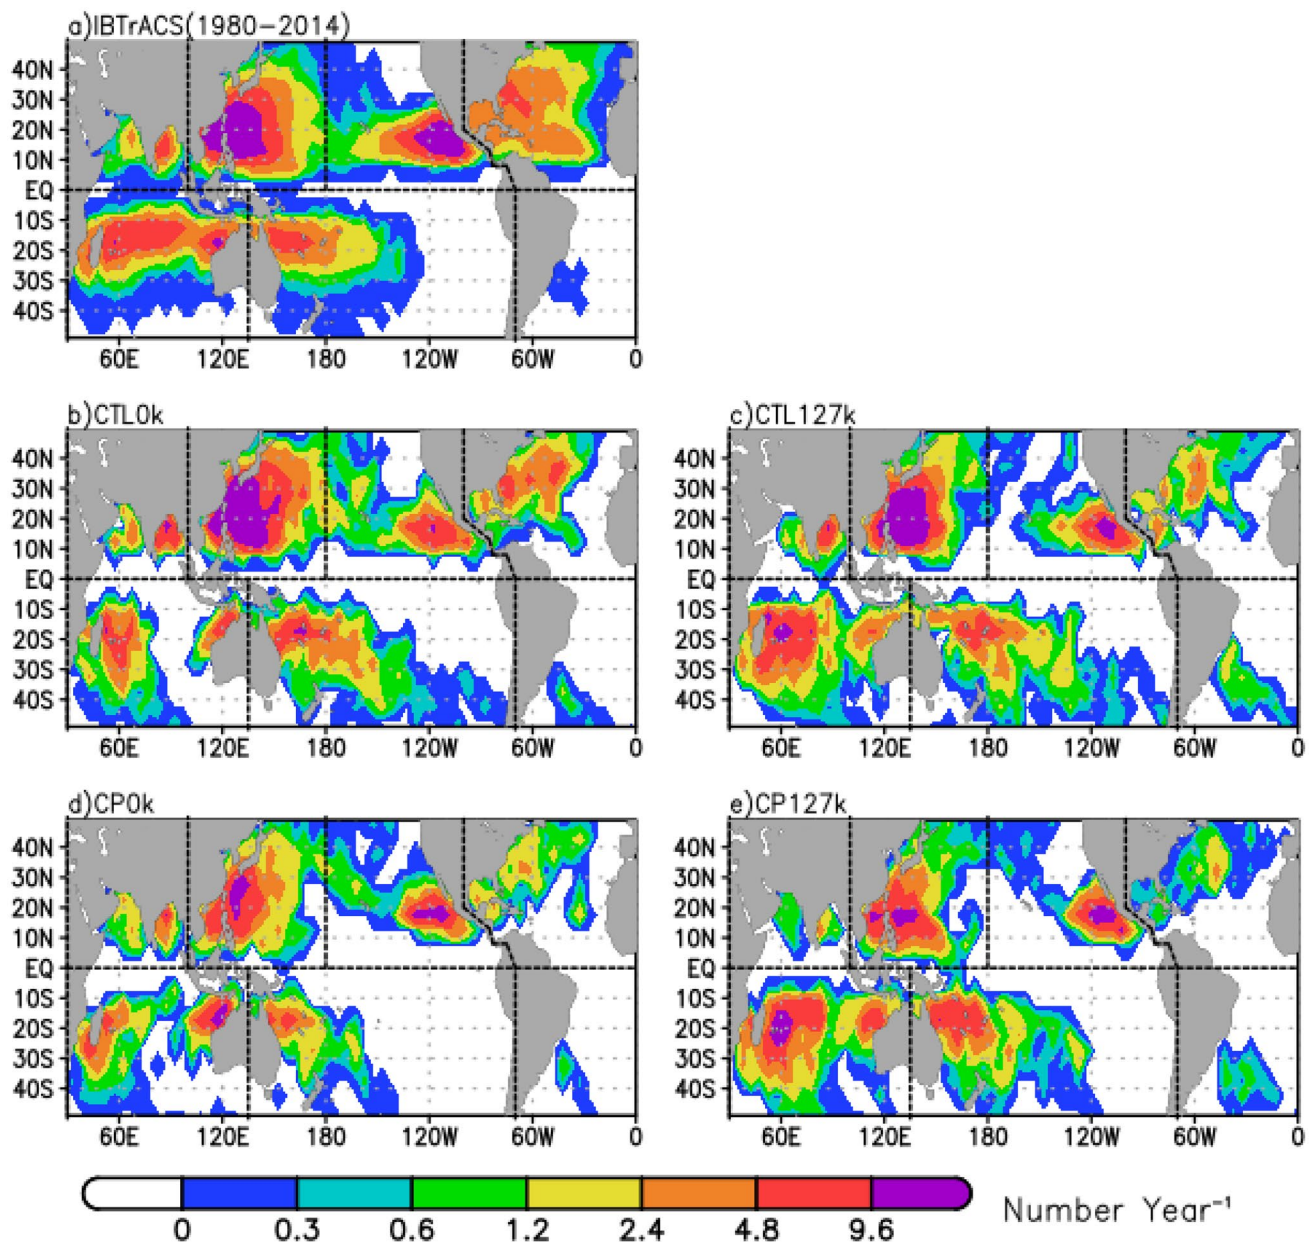 a)IBTrACS(1980−2014)
40N
30N
20N
10N
EQ
10S
20S
30S
40S
60E 120E 180 120W 60W 0
b)CTL0k
40N
30N
20N
10N
EQ
10S
20S
30S
40S
60E 120E 180 120W 60W 0
c)CTL127k
40N
30N
20N
10N
EQ
10S
20S
30S
40S
60E 120E 180 120W 60W 0
d)CP0k
40N
30N
20N
10N
EQ
10S
20S
30S
40S
60E 120E 180 120W 60W 0
e)CP127k
40N
30N
20N
10N
EQ
10S
20S
30S
40S
60E 120E 180 120W 60W 0
0 0.3 0.6 1.2 2.4 4.8 9.6
Number Year⁻¹